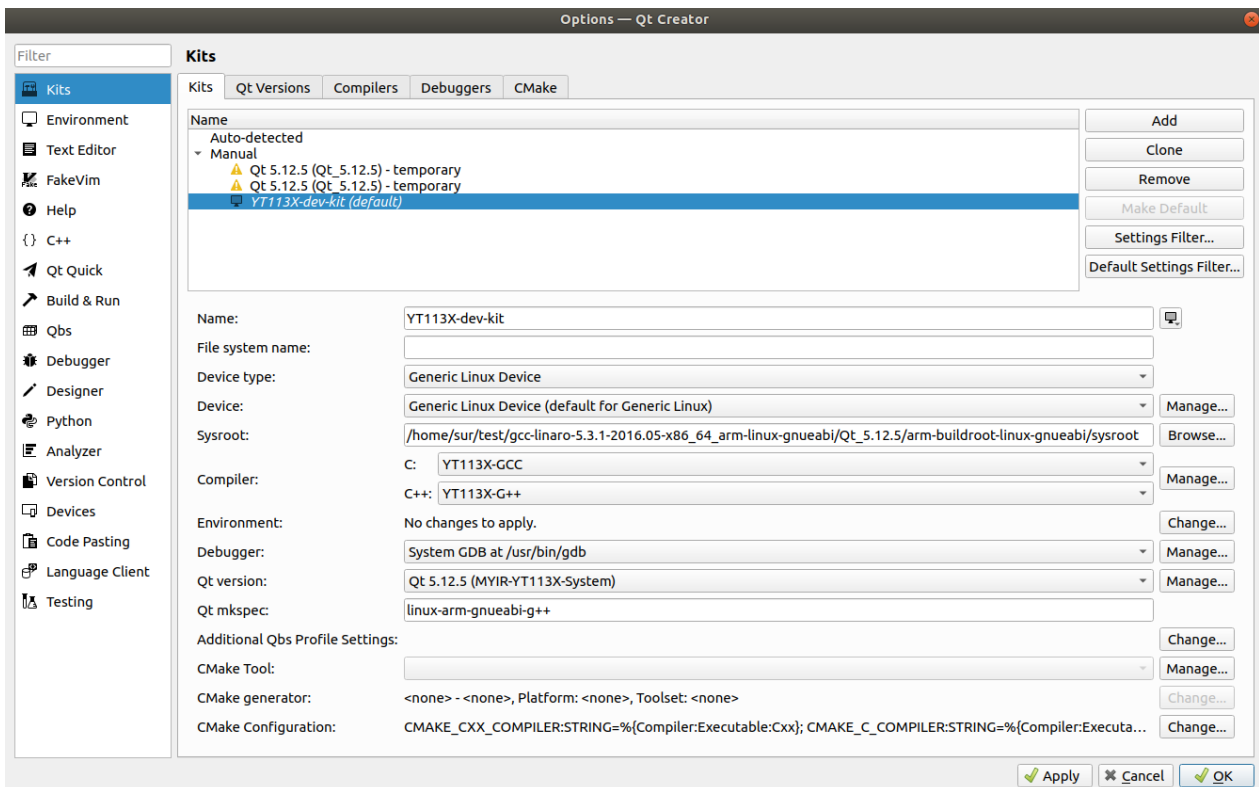 Options — Qt Creator
Filter
Kits
Kits
Environment
Text Editor
FakeVim
Help
{} C++
Qt Quick
Build & Run
Qbs
Debugger
Designer
Python
Analyzer
Version Control
Devices
Code Pasting
Language Client
Testing
Kits Qt Versions Compilers Debuggers CMake
Name
Auto-detected
Manual
Qt 5.12.5 (Qt_5.12.5) - temporary
Qt 5.12.5 (Qt_5.12.5) - temporary
YT113X-dev-kit (default)
Add
Clone
Remove
Make Default
Settings Filter...
Default Settings Filter...
Name: YT113X-dev-kit
File system name:
Device type: Generic Linux Device
Device: Generic Linux Device (default for Generic Linux) Manage...
Sysroot: /home/sur/test/gcc-linaro-5.3.1-2016.05-x86_64_arm-linux-gnueabi/Qt_5.12.5/arm-buildroot-linux-gnueabi/sysroot Browse...
Compiler: C: YT113X-GCC Manage...
C++: YT113X-G++
Environment: No changes to apply. Change...
Debugger: System GDB at /usr/bin/gdb Manage...
Qt version: Qt 5.12.5 (MYIR-YT113X-System) Manage...
Qt mkspec: linux-arm-gnueabi-g++
Additional Qbs Profile Settings: Change...
CMake Tool: Manage...
CMake generator: <none> - <none>, Platform: <none>, Toolset: <none> Change...
CMake Configuration: CMAKE_CXX_COMPILER:STRING=%{Compiler:Executable:Cxx}; CMAKE_C_COMPILER:STRING=%{Compiler:Executa... Change...
Apply Cancel OK